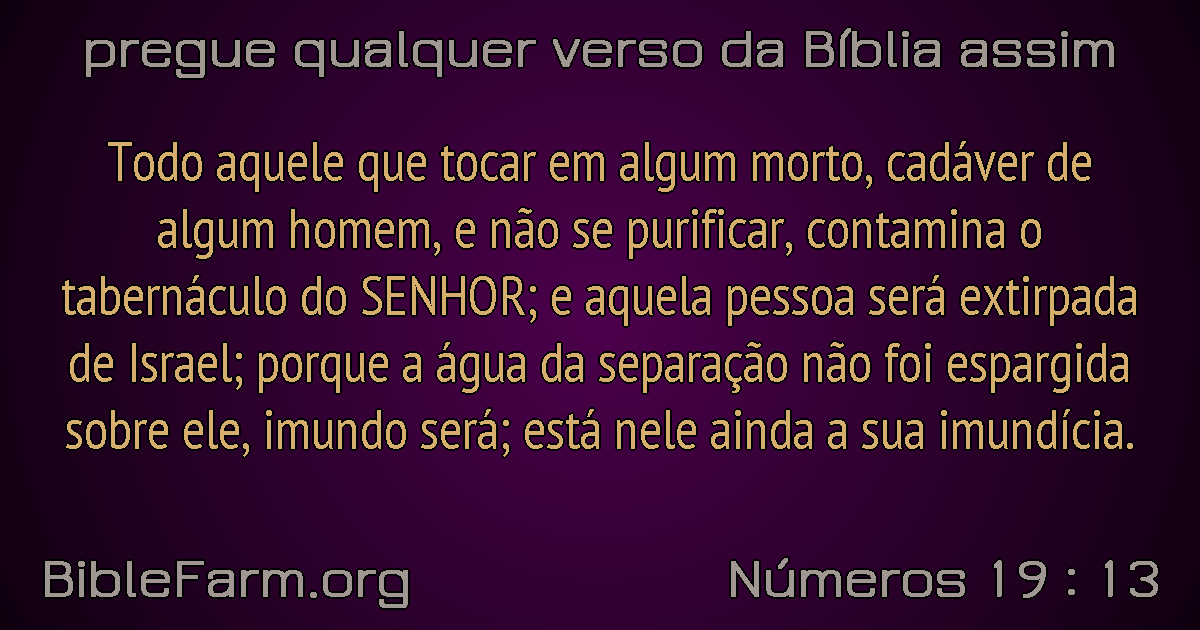 pregue qualquer verso da Bíblia assim
Todo aquele que tocar em algum morto, cadáver de
algum homem, e não se purificar, contamina o
tabernáculo do SENHOR; e aquela pessoa será extirpada
de Israel; porque a água da separação não foi espargida
sobre ele, imundo será; está nele ainda a sua imundícia.
BibleFarm.org
Números 19 : 13